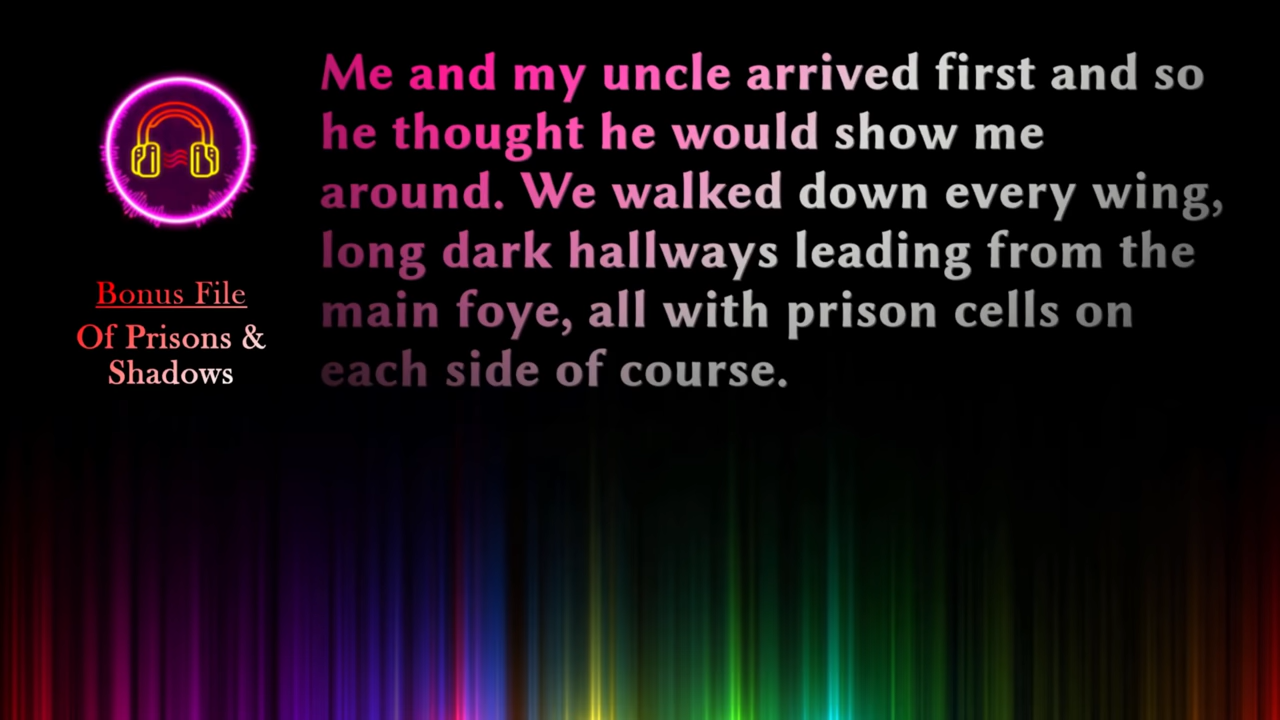 Bonus File
Of Prisons &
Shadows
Me and my uncle arrived first and so
he thought he would show me
around. We walked down every wing,
long dark hallways leading from the
main foye, all with prison cells on
each side of course.